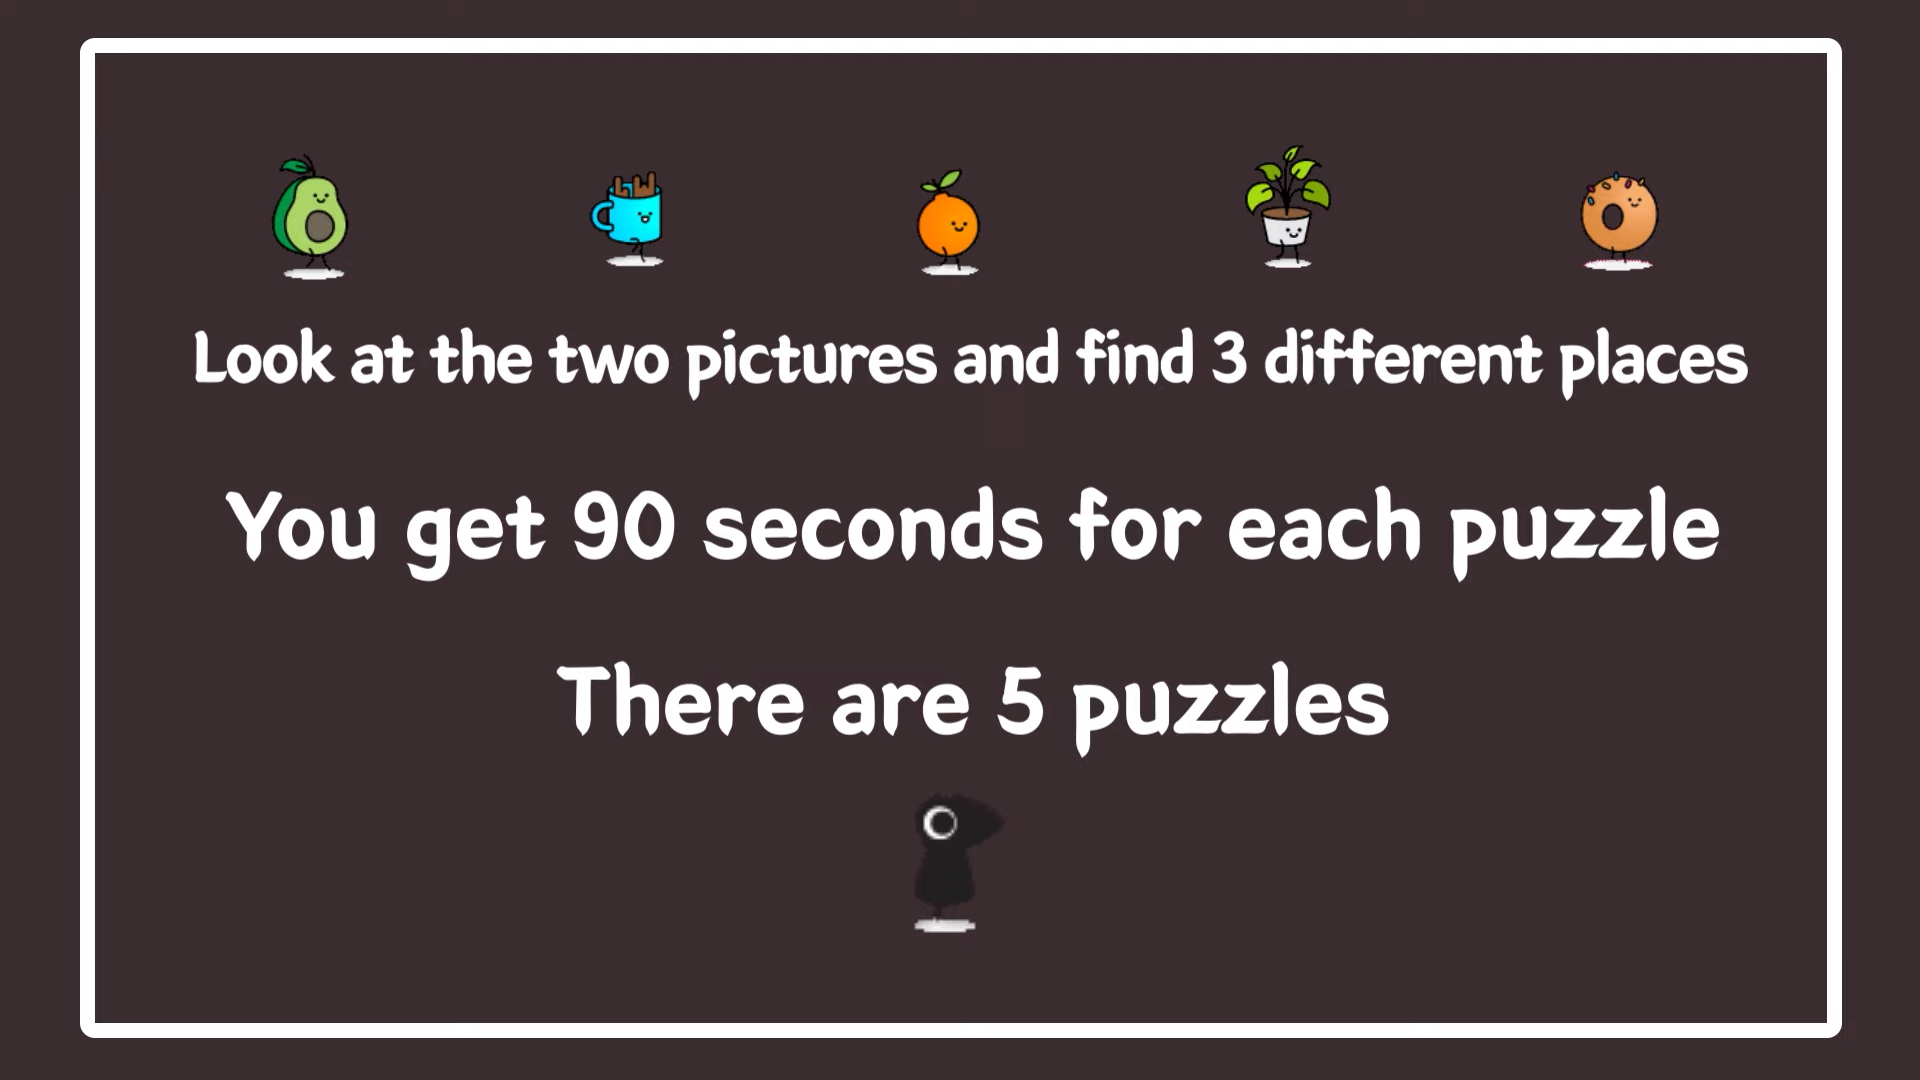 Look at the two pictures and find 3 different places
You get 90 seconds for each puzzle
There are 5 puzzles